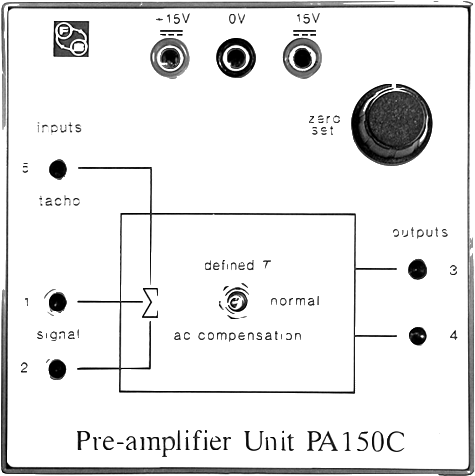 +15V 0V 15V
zero
set
inputs
5
tacho
outputs
defined T
3
1 Σ normal
signal ac compensation 4
2
Pre-amplifier Unit PA150C